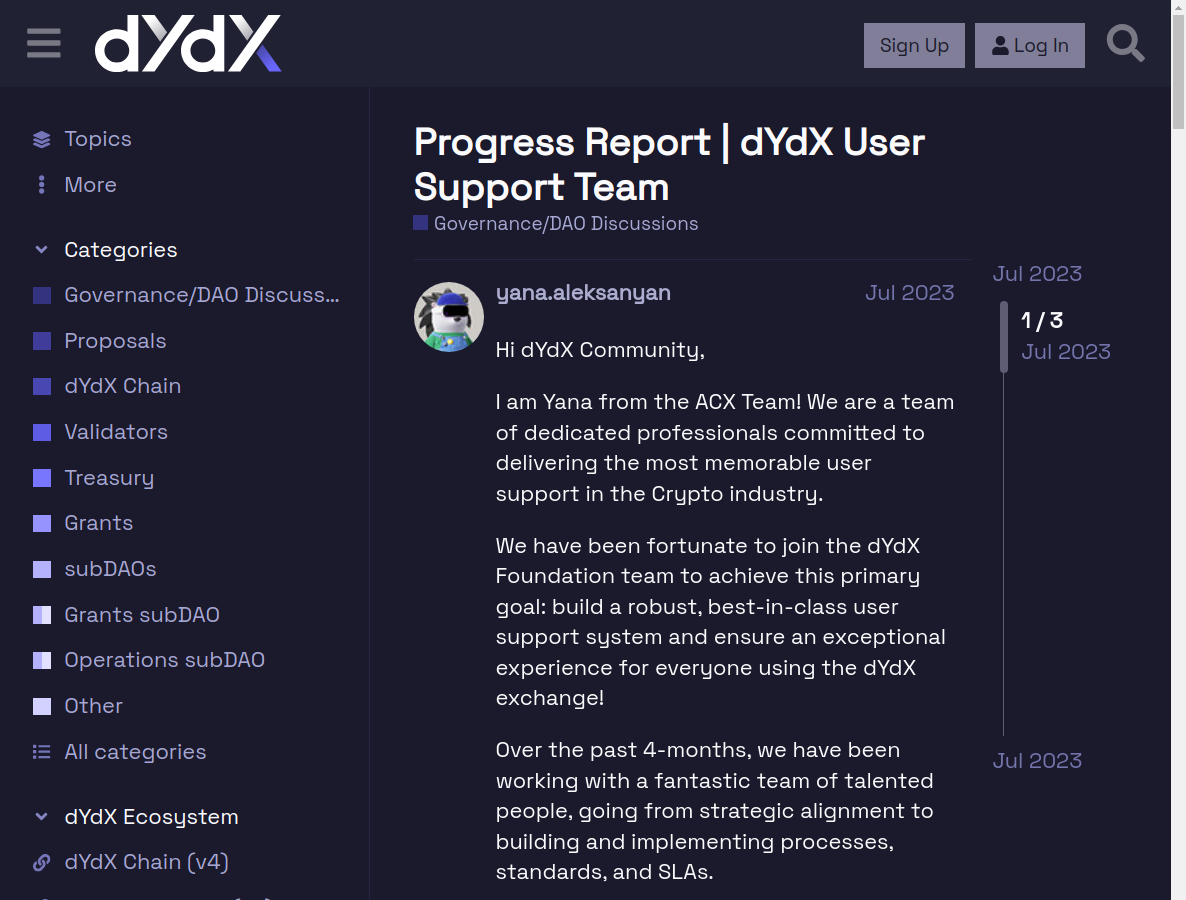 dYdX
Sign Up
Log In
Topics
More
Categories
Governance/DAO Discuss...
Proposals
dYdX Chain
Validators
Treasury
Grants
subDAOs
Grants subDAO
Operations subDAO
Other
All categories
dYdX Ecosystem
dYdX Chain (v4)
Progress Report | dYdX User
Support Team
Governance/DAO Discussions
yana.aleksanyan
Jul 2023
Hi dYdX Community,
I am Yana from the ACX Team! We are a team
of dedicated professionals committed to
delivering the most memorable user
support in the Crypto industry.
We have been fortunate to join the dYdX
Foundation team to achieve this primary
goal: build a robust, best-in-class user
support system and ensure an exceptional
experience for everyone using the dYdX
exchange!
Over the past 4-months, we have been
working with a fantastic team of talented
people, going from strategic alignment to
building and implementing processes,
standards, and SLAs.
Jul 2023
1 / 3
Jul 2023
Jul 2023